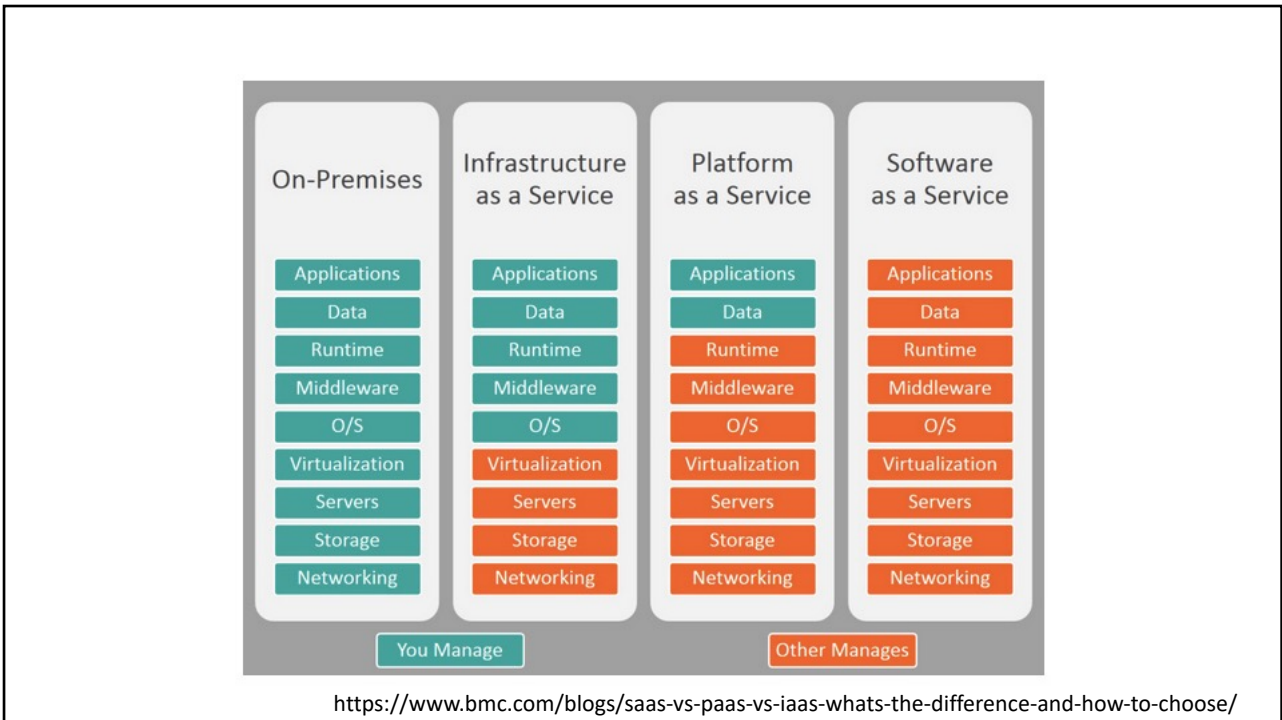 On-Premises
Applications
Data
Runtime
Middleware
O/S
Virtualization
Servers
Storage
Networking
Infrastructure
as a Service
Applications
Data
Runtime
Middleware
O/S
Virtualization
Servers
Storage
Networking
Platform
as a Service
Applications
Data
Runtime
Middleware
O/S
Virtualization
Servers
Storage
Networking
Software
as a Service
Applications
Data
Runtime
Middleware
O/S
Virtualization
Servers
Storage
Networking
You Manage
Other Manages
https://www.bmc.com/blogs/saas-vs-paas-vs-iaas-whats-the-difference-and-how-to-choose/